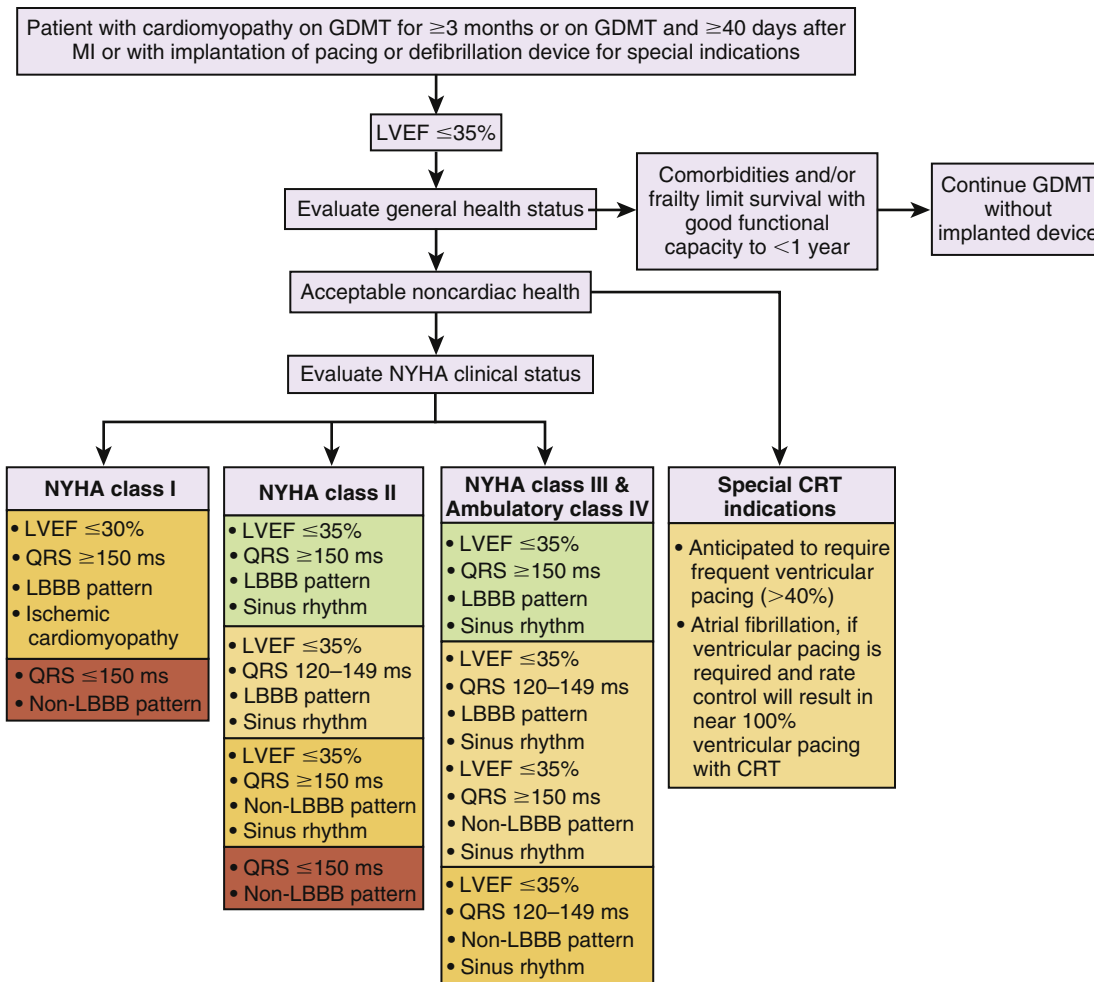 Patient with cardiomyopathy on GDMT for ≥3 months or on GDMT and ≥40 days after
MI or with implantation of pacing or defibrillation device for special indications
LVEF ≤35%
Evaluate general health status
Comorbidities and/or
frailty limit survival with
good functional
capacity to <1 year
Continue GDMT
without
implanted device
Acceptable noncardiac health
Evaluate NYHA clinical status
NYHA class I
• LVEF ≤30%
• QRS ≥150 ms
• LBBB pattern
• Ischemic
cardiomyopathy
• QRS ≤150 ms
• Non-LBBB pattern
NYHA class II
• LVEF ≤35%
• QRS ≥150 ms
• LBBB pattern
• Sinus rhythm
• LVEF ≤35%
• QRS 120–149 ms
• LBBB pattern
• Sinus rhythm
• LVEF ≤35%
• QRS ≥150 ms
• Non-LBBB pattern
• Sinus rhythm
• QRS ≤150 ms
• Non-LBBB pattern
NYHA class III &
Ambulatory class IV
• LVEF ≤35%
• QRS ≥150 ms
• LBBB pattern
• Sinus rhythm
• LVEF ≤35%
• QRS 120–149 ms
• LBBB pattern
• Sinus rhythm
• LVEF ≤35%
• QRS ≥150 ms
• Non-LBBB pattern
• Sinus rhythm
• LVEF ≤35%
• QRS 120–149 ms
• Non-LBBB pattern
• Sinus rhythm
Special CRT
indications
• Anticipated to require
frequent ventricular
pacing (>40%)
• Atrial fibrillation, if
ventricular pacing is
required and rate
control will result in
near 100%
ventricular pacing
with CRT